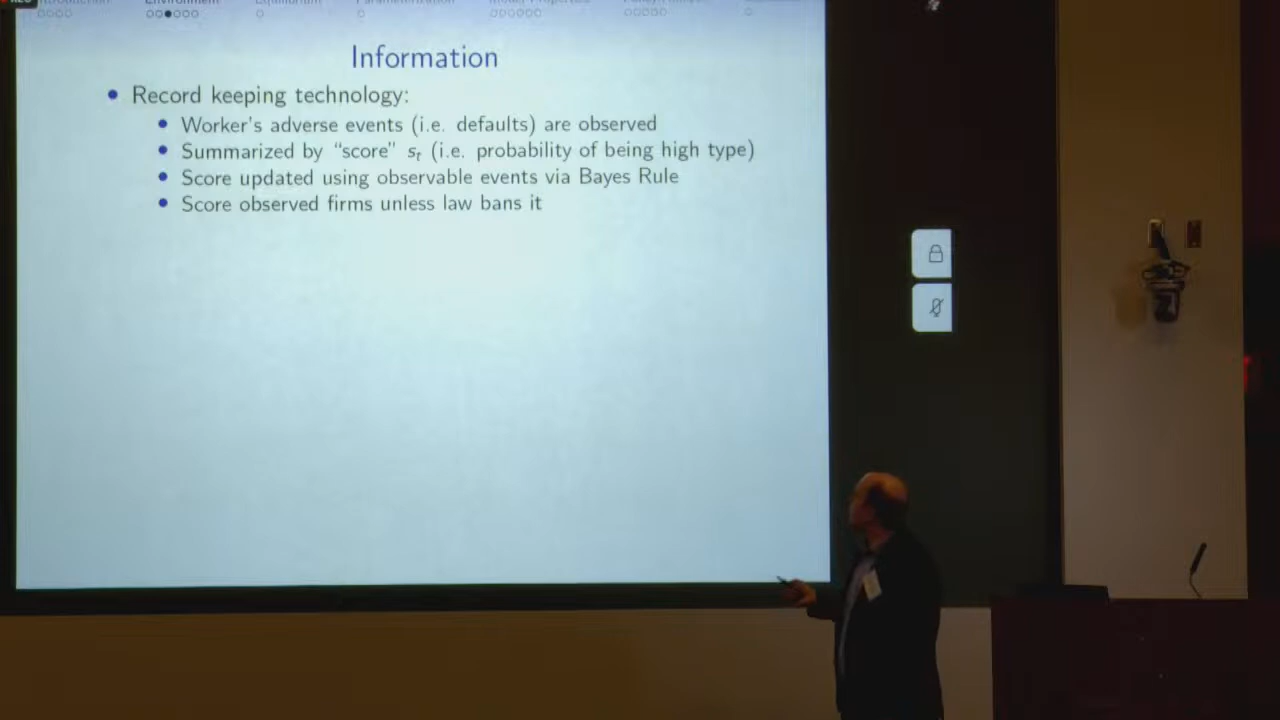 Environment
Information
Record keeping technology:
Worker's adverse events (i.e. defaults) are observed
Summarized by “score” sₜ (i.e. probability of being high type)
Score updated using observable events via Bayes Rule
Score observed firms unless law bans it